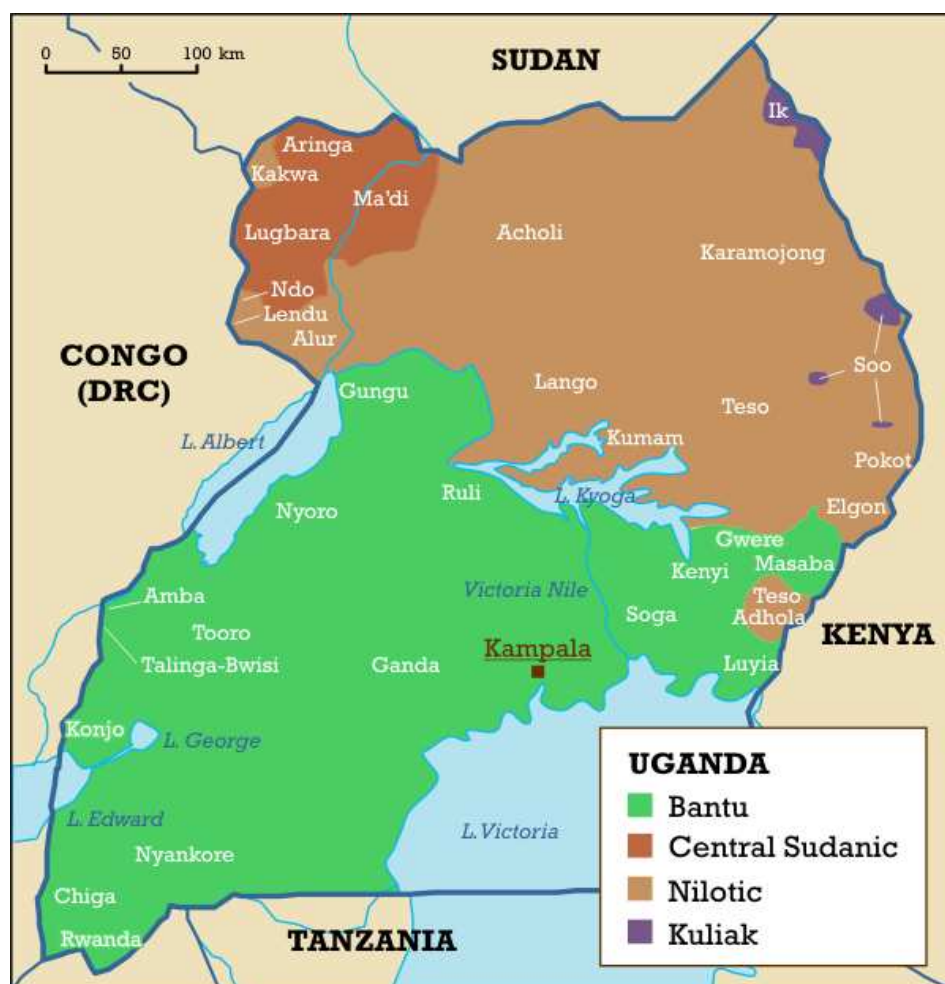 0 50 100 km
SUDAN
Ik
Aringa
Kakwa
Ma'di
Lugbara
Acholi
Karamojong
Ndo
Lendu
Alur
CONGO
(DRC)
Soo
Gungu
Lango
Teso
L. Albert
Kumam
Pokot
Nyoro
Ruli
L. Kyoga
Elgon
Gwere
Kenyi
Masaba
Amba
Victoria Nile
Teso
Adhola
Soga
Tooro
KENYA
Talinga-Bwisi
Ganda
Kampala
Luyia
Konjo
L. George
L. Edward
L. Victoria
Nyankore
Chiga
Rwanda
TANZANIA
UGANDA
Bantu
Central Sudanic
Nilotic
Kuliak